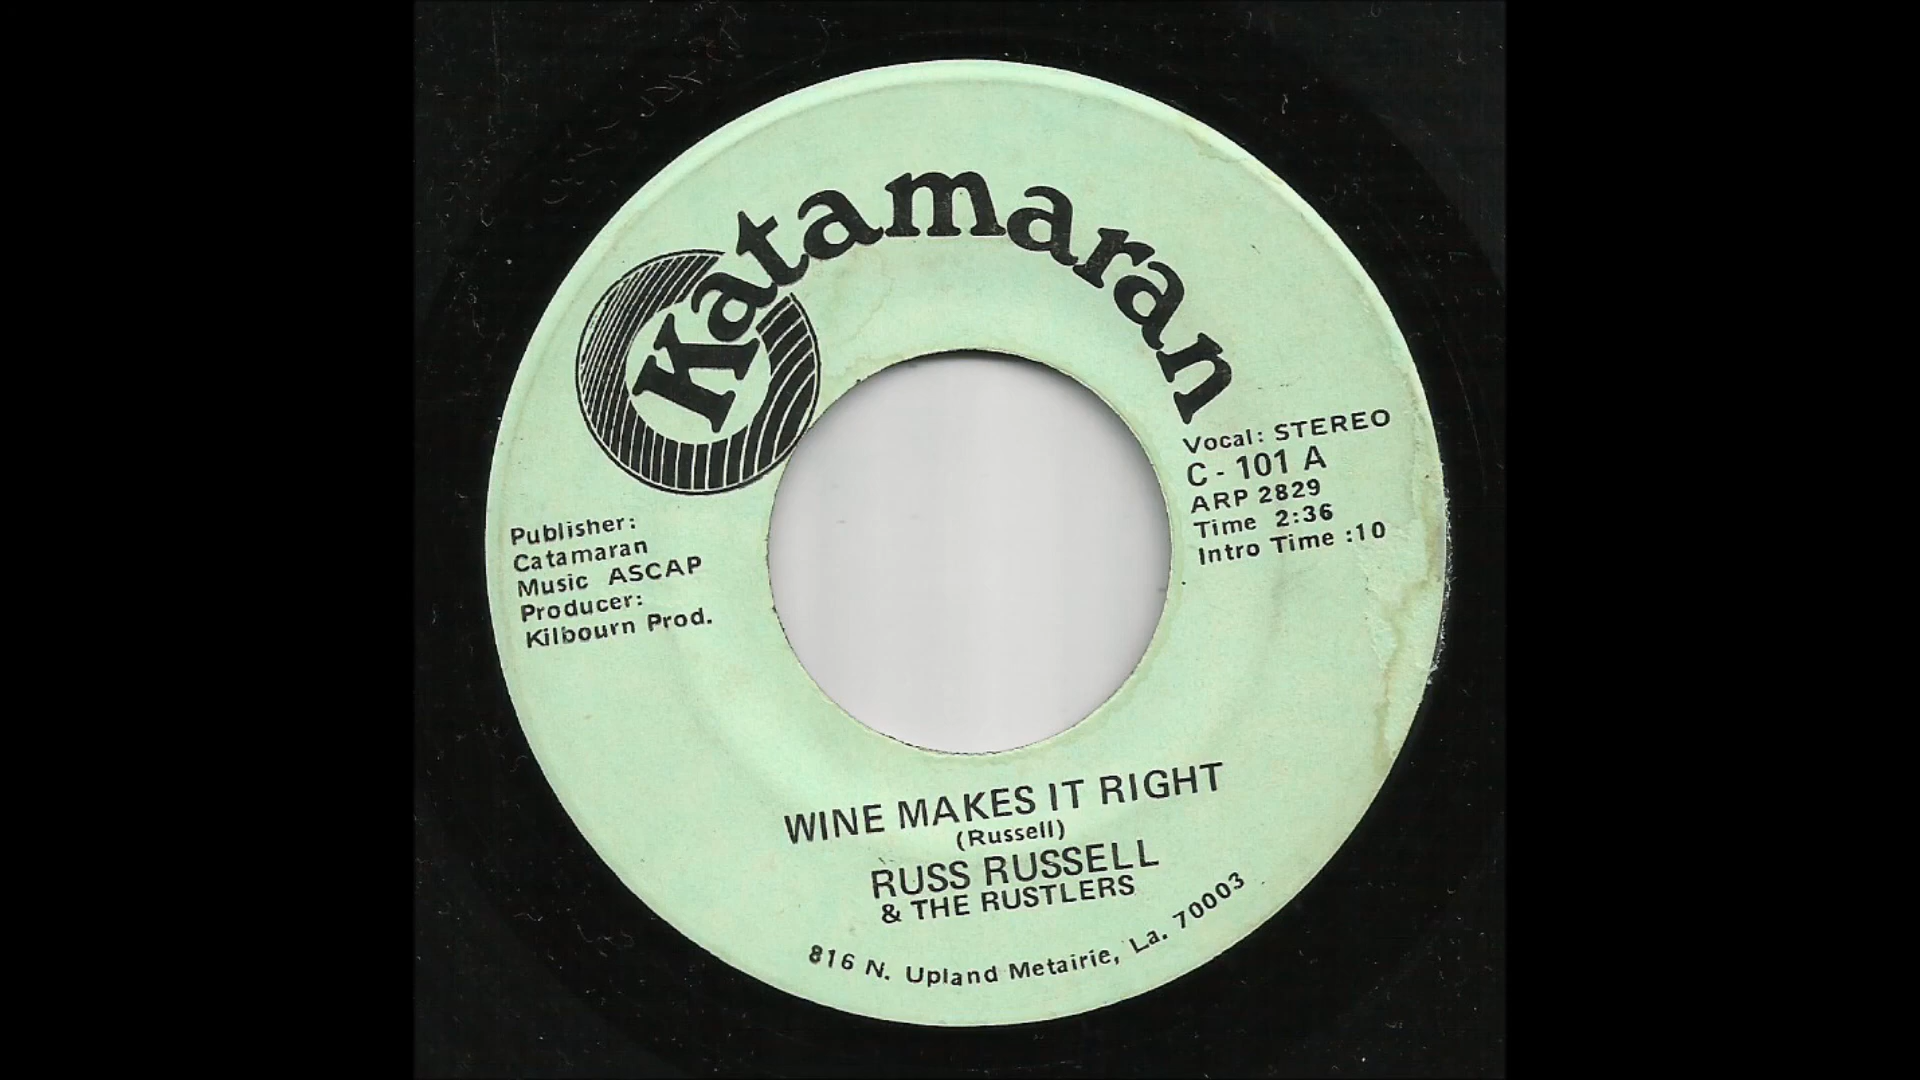 Katamaran
Vocal: STEREO
C - 101 A
ARP 2829
Time 2:36
Intro Time :10
Publisher:
Catamaran
Music ASCAP
Producer:
Kilbourn Prod.
WINE MAKES IT RIGHT
(Russell)
RUSS RUSSELL
& THE RUSTLERS
816 N. Upland Metairie, La. 70003